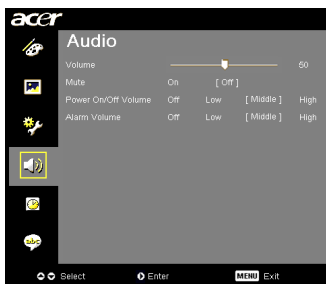 acer
Audio
Volume 50
Mute On [ Off ]
Power On/Off Volume Off Low [ Middle ] High
Alarm Volume Off Low [ Middle ] High
abc
Select Enter MENU Exit